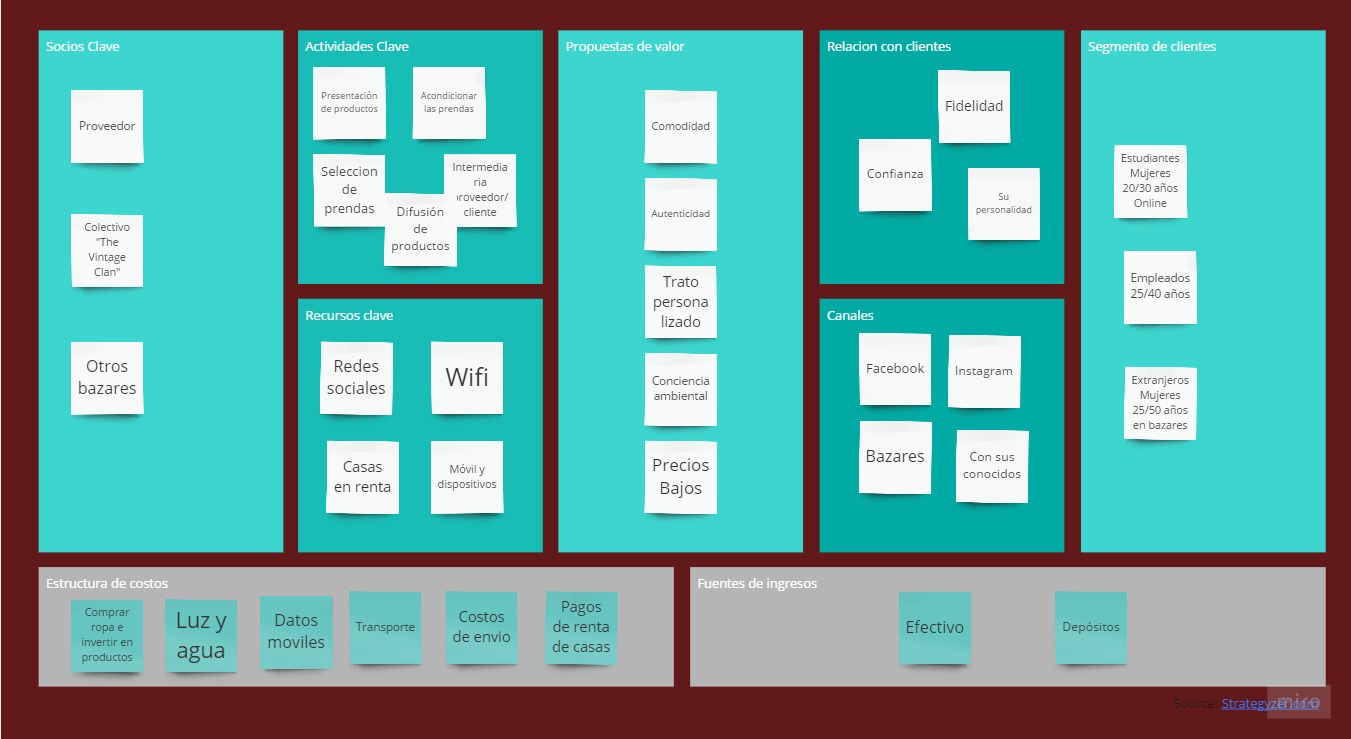 Socios Clave
Proveedor
Colectivo
"The
Vintage
Clan"
Otros
bazares
Actividades Clave
Presentación
de productos
Acondicionar
las prendas
Seleccion
de
prendas
Intermedia
ria
proveedor/
cliente
Difusión
de
productos
Recursos clave
Redes
sociales
Wifi
Casas
en renta
Móvil y
dispositivos
Propuestas de valor
Comodidad
Autenticidad
Trato
persona
lizado
Conciencia
ambiental
Precios
Bajos
Relacion con clientes
Fidelidad
Confianza
Su
personalidad
Canales
Facebook
Instagram
Bazares
Con sus
conocidos
Segmento de clientes
Estudiantes
Mujeres
20/30 años
Online
Empleados
25/40 años
Extranjeros
Mujeres
25/50 años
en bazares
Estructura de costos
Comprar
ropa e
invertir en
productos
Luz y
agua
Datos
moviles
Transporte
Costos
de envio
Pagos
de renta
de casas
Fuentes de ingresos
Efectivo
Depósitos
Source: Strategyzer.com
miro